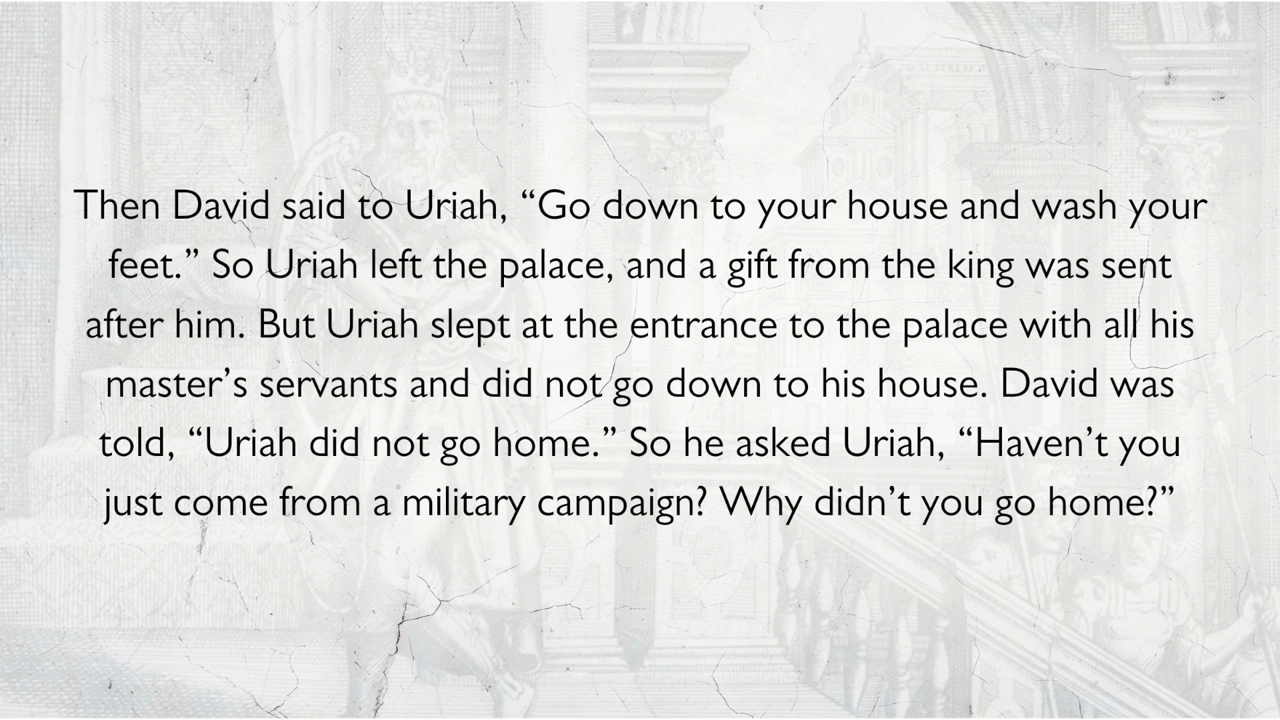 Then David said to Uriah, “Go down to your house and wash your
feet.” So Uriah left the palace, and a gift from the king was sent
after him. But Uriah slept at the entrance to the palace with all his
master’s servants and did not go down to his house. David was
told, “Uriah did not go home.” So he asked Uriah, “Haven’t you
just come from a military campaign? Why didn’t you go home?”